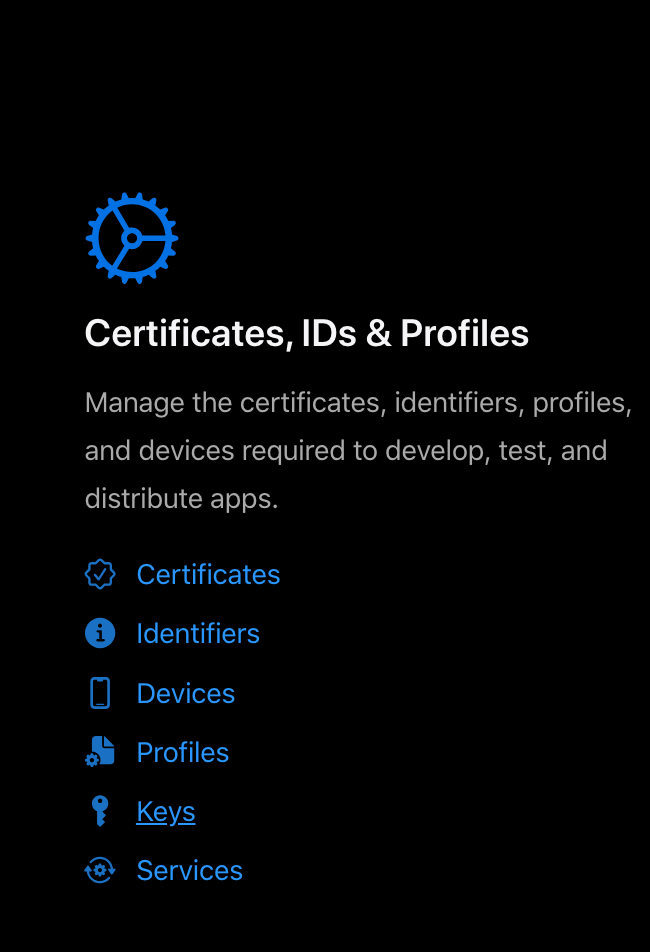 Certificates, IDs & Profiles
Manage the certificates, identifiers, profiles,
and devices required to develop, test, and
distribute apps.
Certificates
Identifiers
Devices
Profiles
Keys
Services